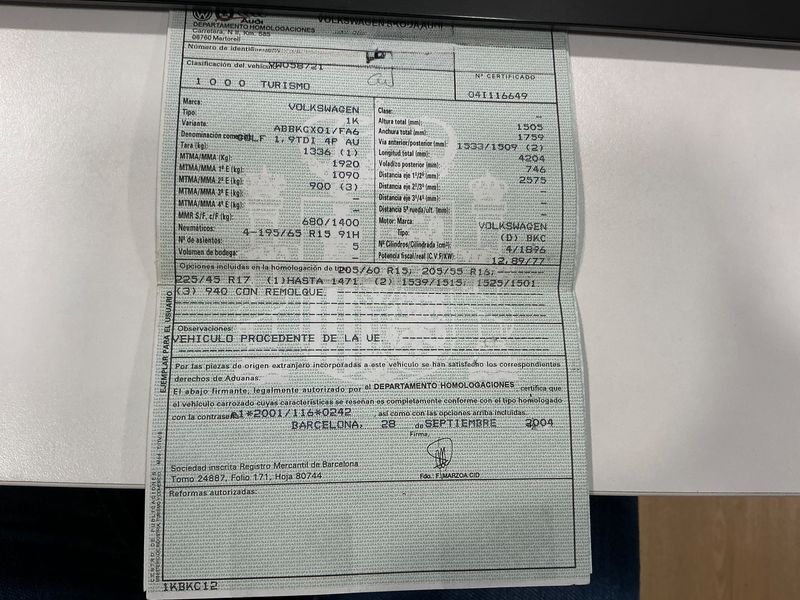 Audi
VOLKSWAGEN
DEPARTAMENTO HOMOLOGACIONES
Carretera, N II, Km. 585
08760 Martorell
Número de
Clasificación del
1000 TURISMO
Nº CERTIFICADO
04I116649
Marca: VOLKSWAGEN
Tipo: 1K
Variante: ABBKCX01/FA6
Denominación GOLF 1,9TDI 4P AU
Tara (kg): 1336 (1)
MTMA/MMA (Kg): 1920
MTMA/MMA 1º E (Kg): 1090
MTMA/MMA 2º E (Kg): 900 (3)
MTMA/MMA 3º E (Kg): —
MTMA/MMA 4º E (Kg): —
MMR S/F, c/F (kg): 680/1400
Neumáticos: 4-195/65 R15 91H
Nº de asientos: 5
Volumen de bodega: —
Clase: —
Altura total (mm): 1505
Anchura total (mm): 1759
Vía anterior/posterior (mm): 1533/1509 (2)
Longitud total (mm): 4204
Voladizo posterior (mm): 746
Distancia eje 1º/2º (mm): 2575
Distancia eje 2º/3º (mm): —
Distancia eje 3º/4º (mm): —
Distancia 5ª rueda/ult. (mm): —
Motor: Marca: VOLKSWAGEN
Tipo: (D) BKC
Nº Cilindros/Cilindrada (cm³): 4/1896
Potencia fiscal/real (C.V.F/KW): 12,89/77
Opciones incluidas en la homologación de tipo 205/60 R15; 205/55 R16;
225/45 R17 (1)HASTA 1471. (2) 1539/1515; 1525/1501
(3) 940 CON REMOLQUE
Observaciones:
VEHICULO PROCEDENTE DE LA UE
Por las piezas de origen extranjero incorporadas a este vehículo se han satisfecho los correspondientes
derechos de Aduanas.
El abajo firmante, legalmente autorizado por el DEPARTAMENTO HOMOLOGACIONES certifica que
el vehículo carrozado cuyas características se reseñan es completamente conforme con el tipo homologado
con la contraseña e1*2001/116*0242 , así como con las opciones arriba incluidas.
BARCELONA, 28 de SEPTIEMBRE 2004
Firma,
Fdo.: F. MARZOA CID
Sociedad inscrita Registro Mercantil de Barcelona
Tomo 24887, Folio 171, Hoja 80744
Reformas autorizadas:
EJEMPLAR PARA EL USUARIO
CENTRO DE PUBLICACIONES
1KBKC12